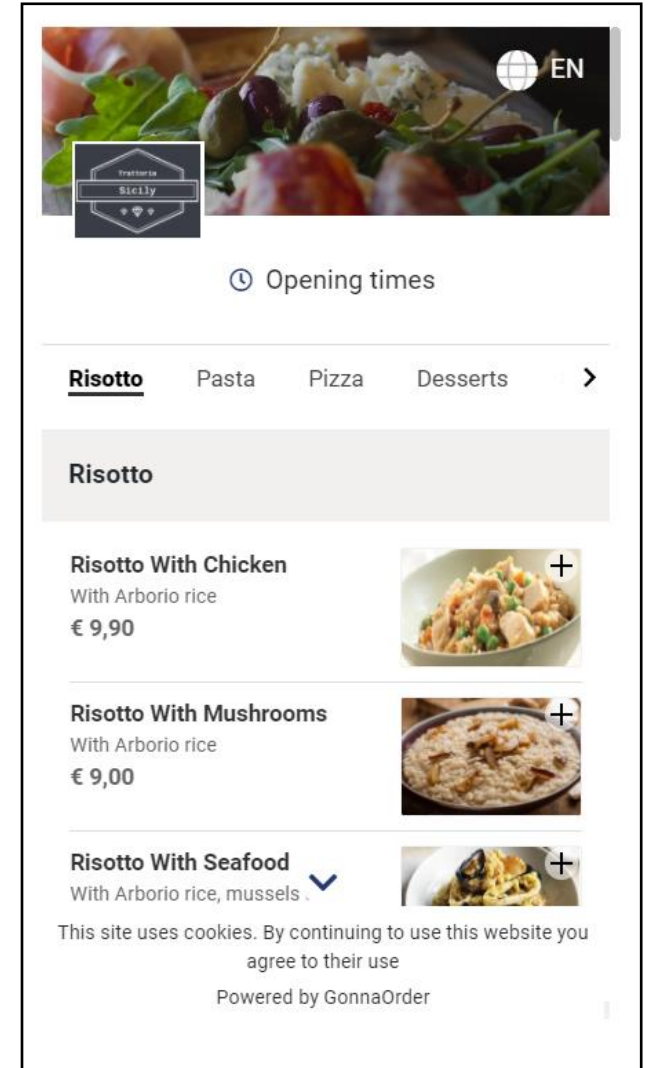 EN
Trattoria
Sicily
Opening times
Risotto Pasta Pizza Desserts
Risotto
Risotto With Chicken
With Arborio rice
€ 9,90
Risotto With Mushrooms
With Arborio rice
€ 9,00
Risotto With Seafood
With Arborio rice, mussels
This site uses cookies. By continuing to use this website you
agree to their use
Powered by GonnaOrder